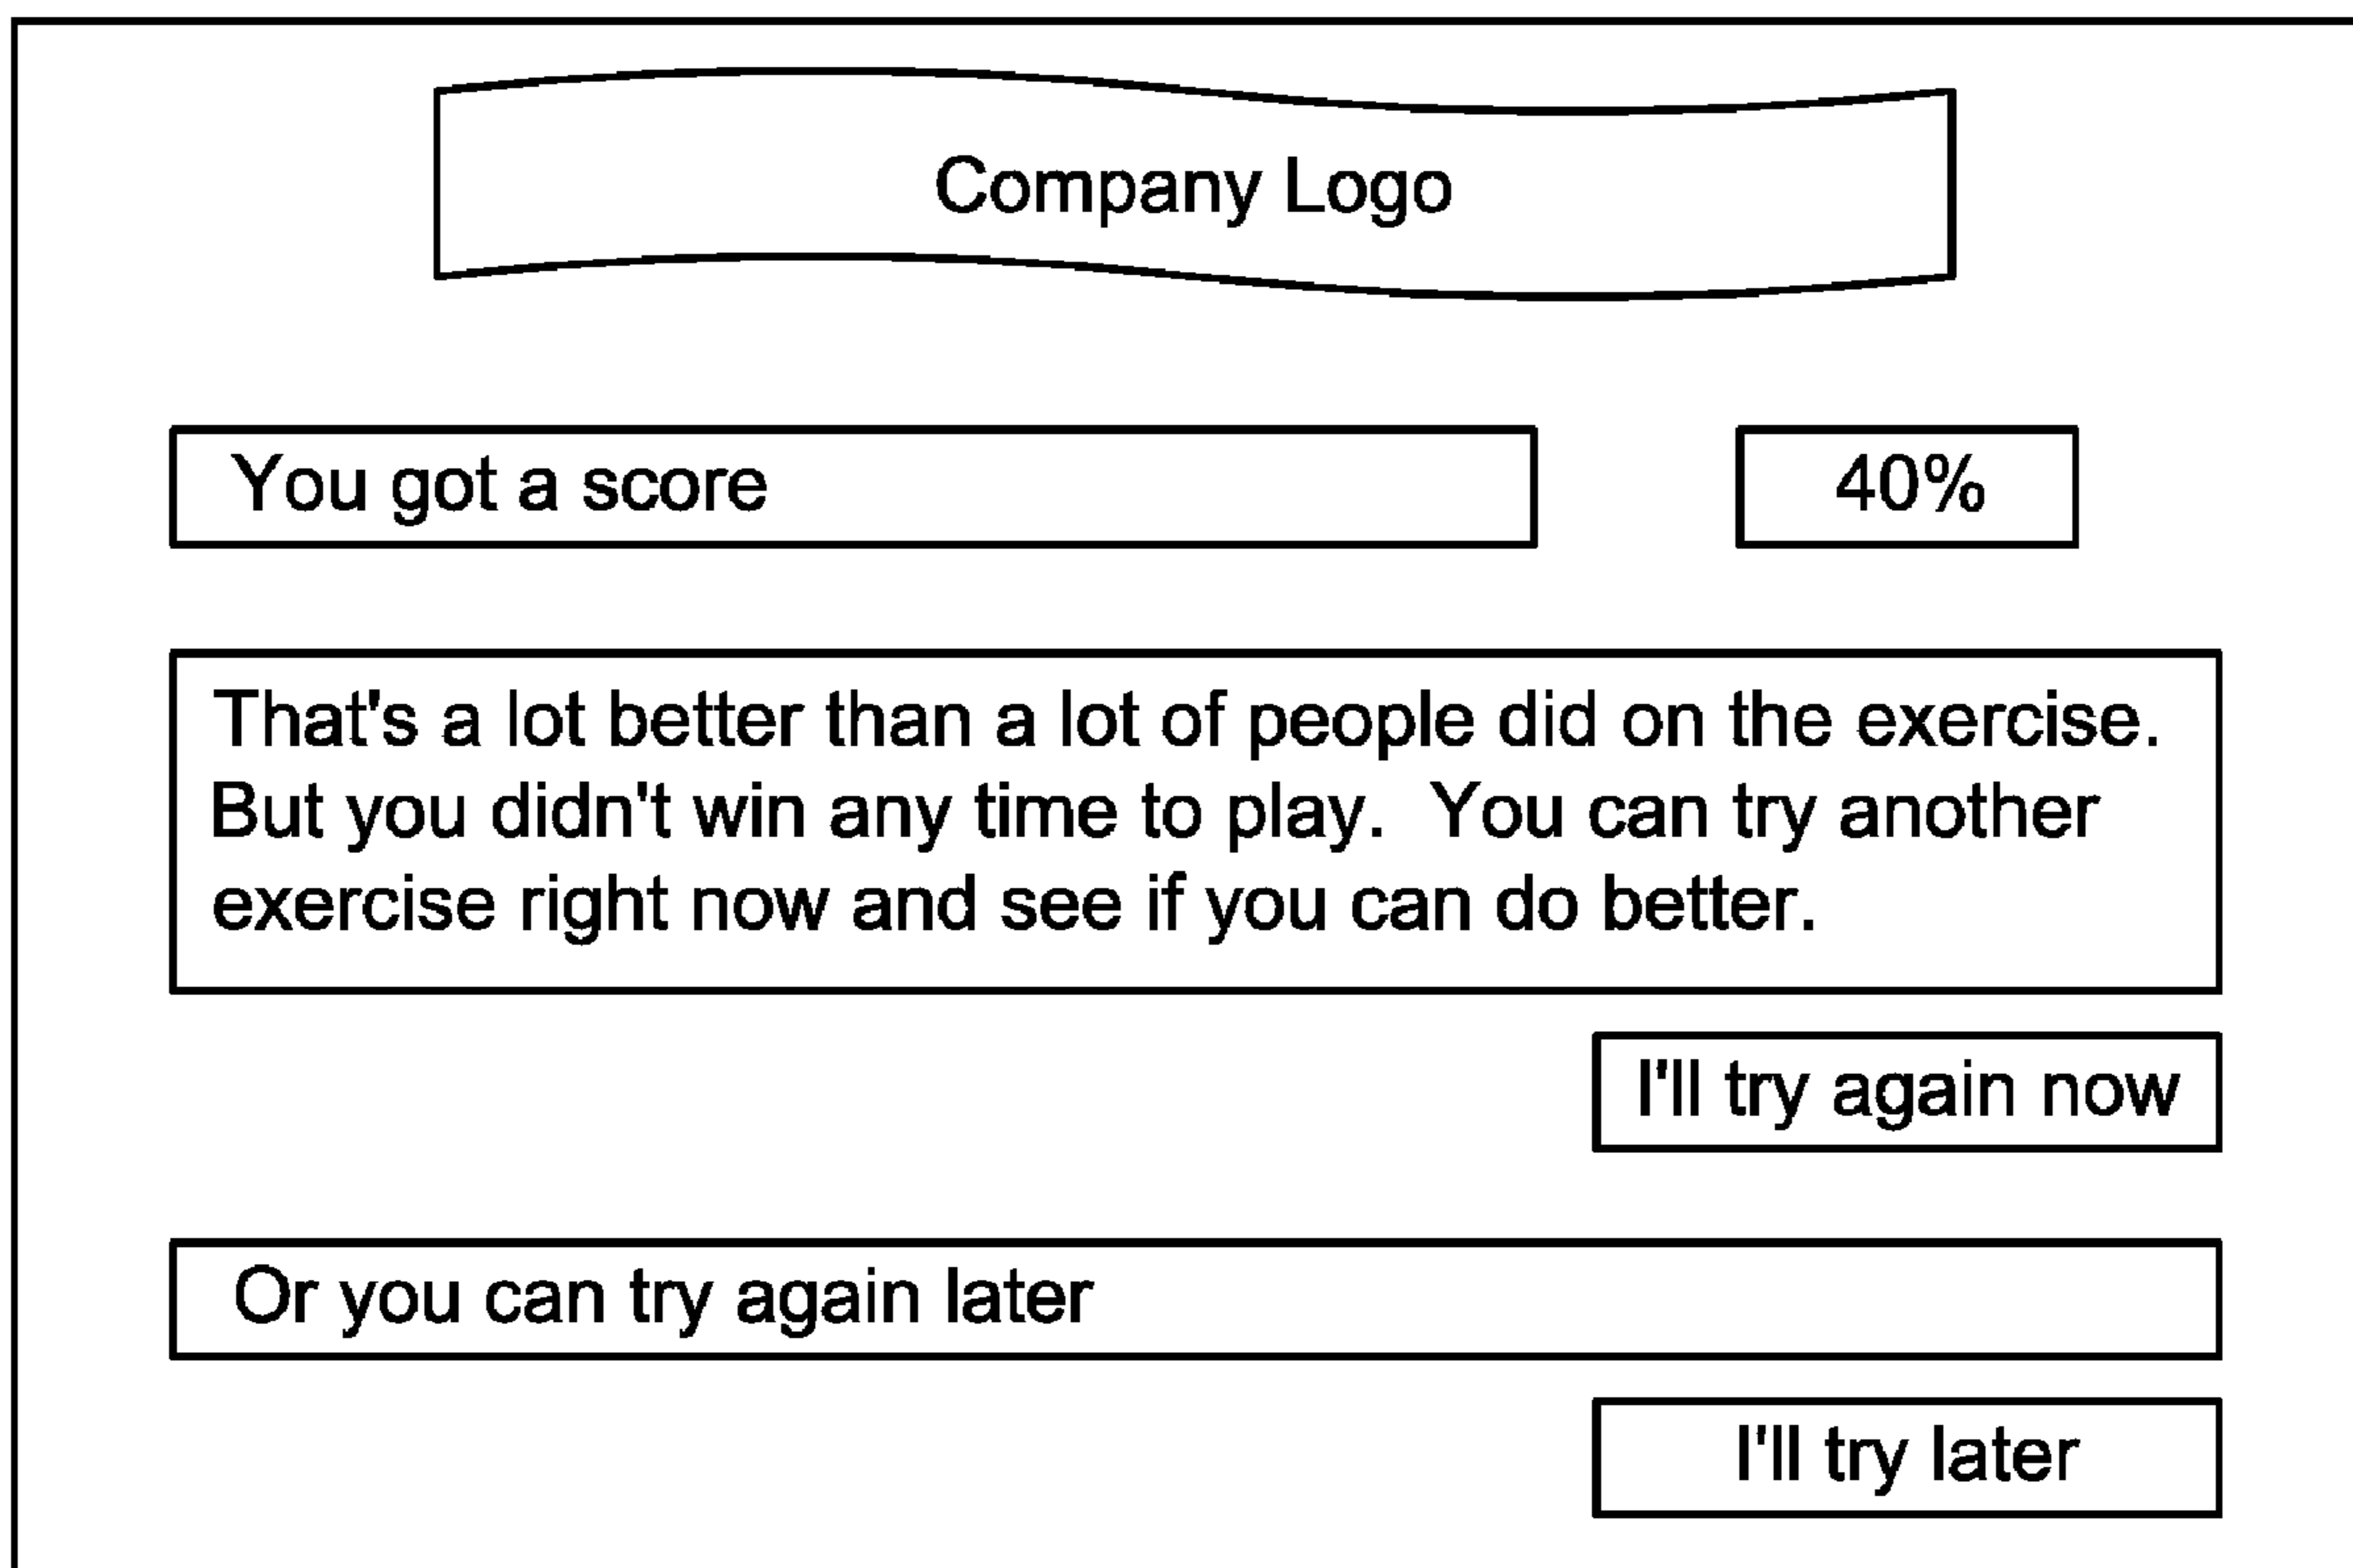 Company Logo
You got a score
40%
That's a lot better than a lot of people did on the exercise.
But you didn't win any time to play.  You can try another
exercise right now and see if you can do better.
I'll try again now
Or you can try again later
I'll try later